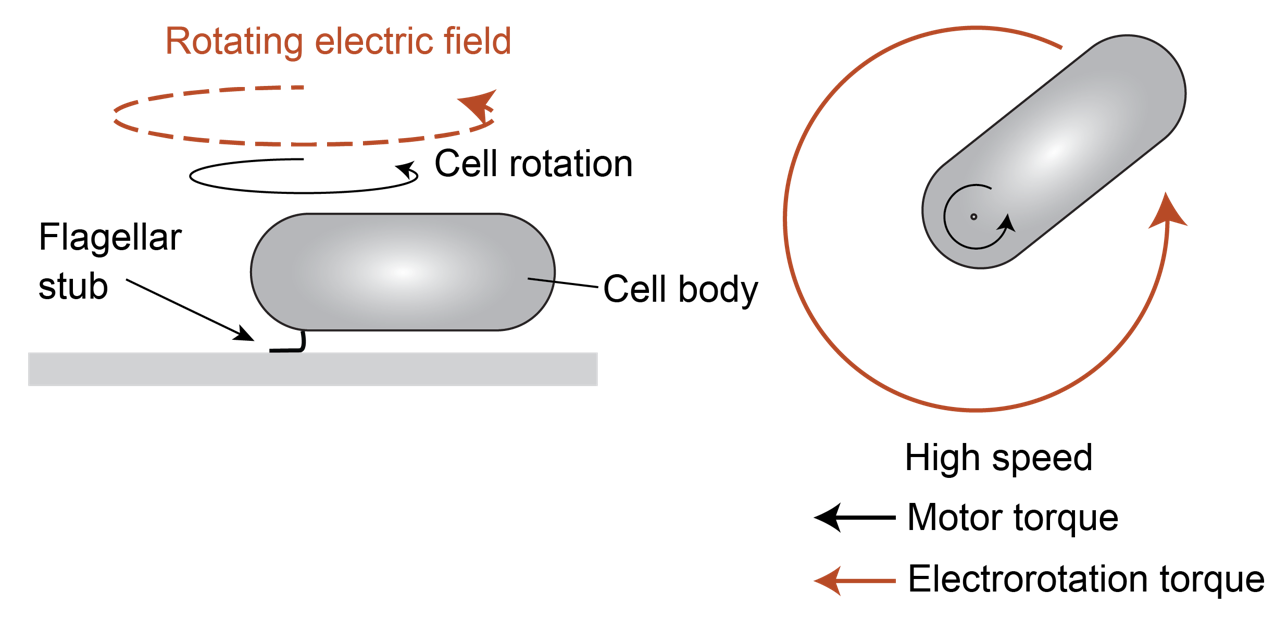 Rotating electric field
Cell rotation
Flagellar
stub
Cell body
High speed
Motor torque
Electrorotation torque